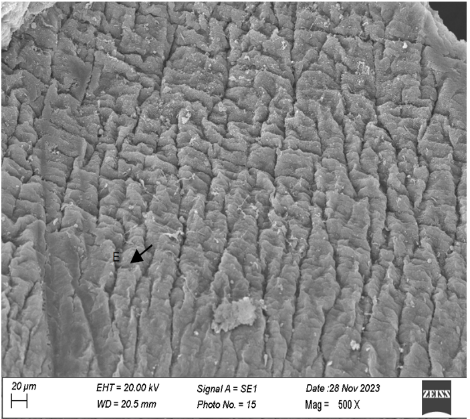 E
20 µm
EHT = 20.00 kV
Signal A = SE1
Date :28 Nov 2023
WD = 20.5 mm
Photo No. = 15
Mag = 500 X
ZEISS